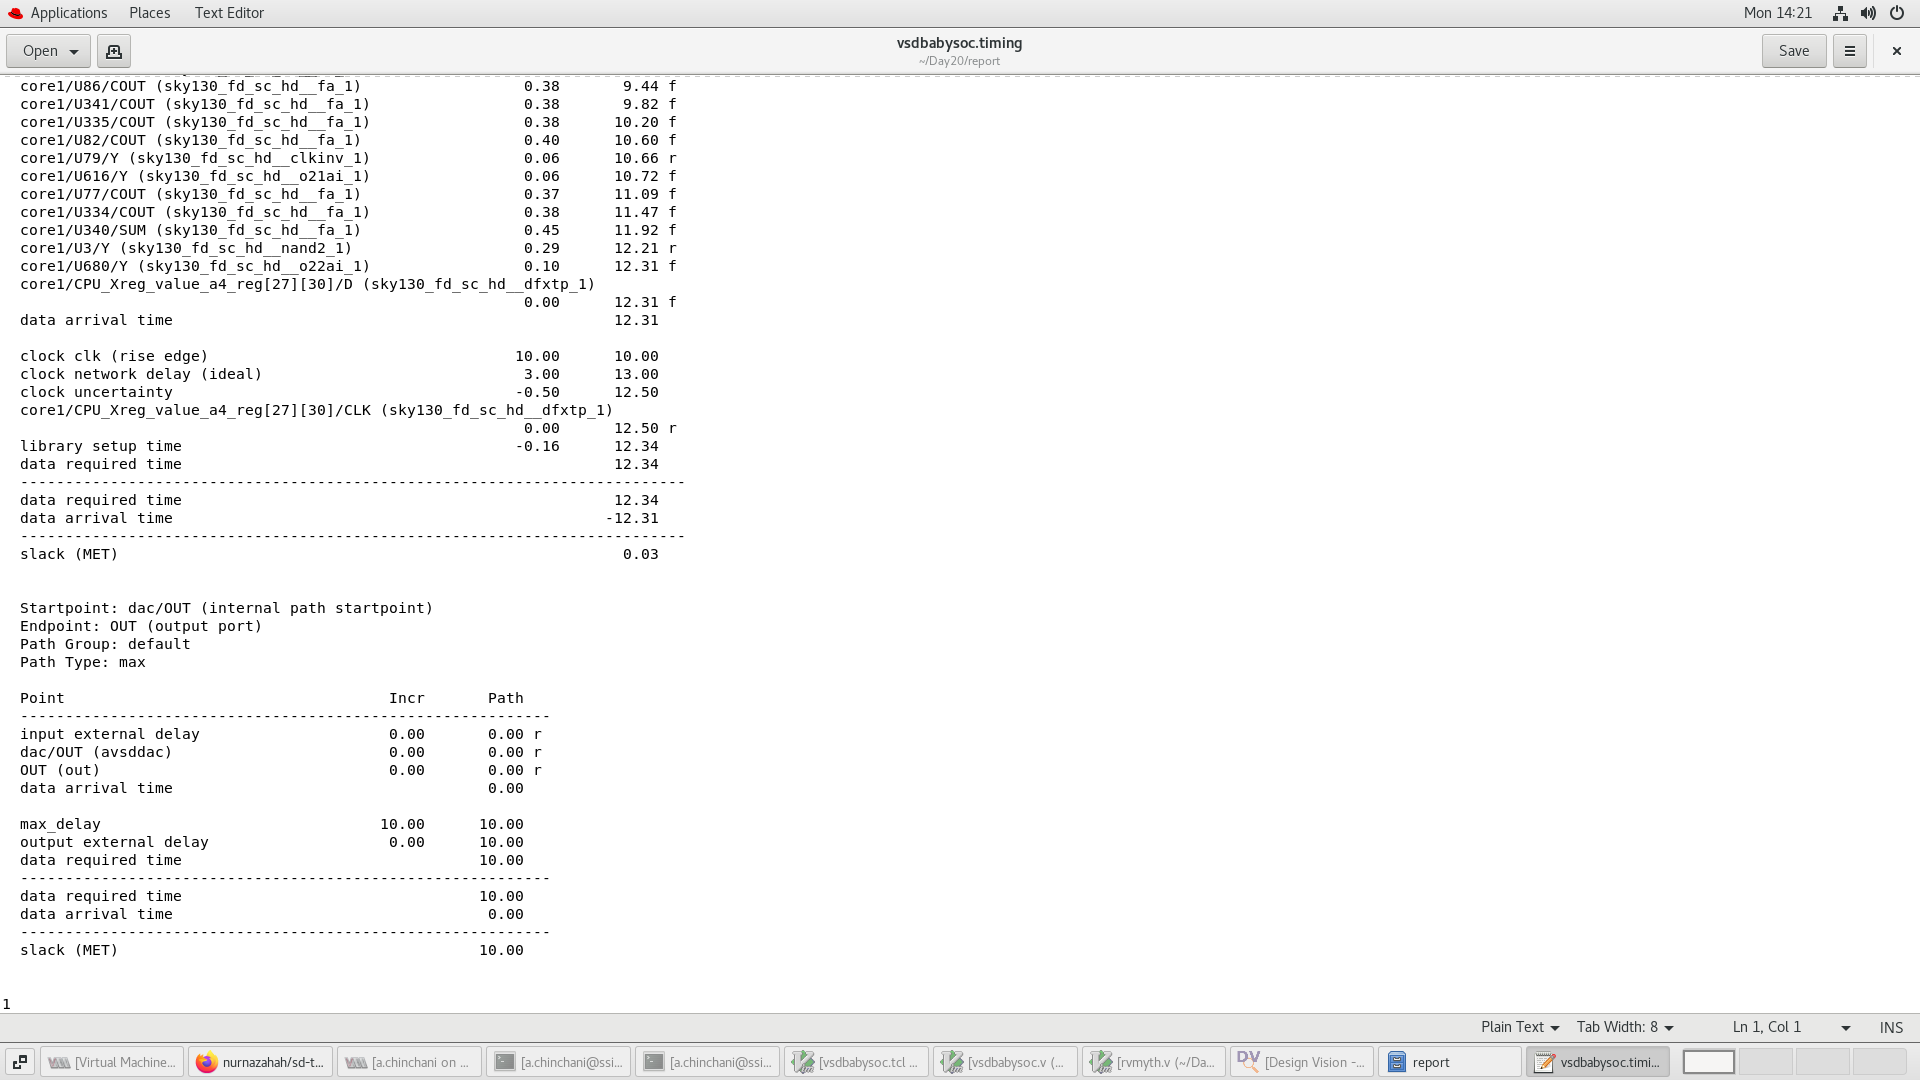 Applications Places Text Editor Mon 14:21
Open vsdbabysoc.timing Save
~/Day20/report
core1/U86/COUT (sky130_fd_sc_hd__fa_1) 0.38 9.44 f
core1/U341/COUT (sky130_fd_sc_hd__fa_1) 0.38 9.82 f
core1/U335/COUT (sky130_fd_sc_hd__fa_1) 0.38 10.20 f
core1/U82/COUT (sky130_fd_sc_hd__fa_1) 0.40 10.60 f
core1/U79/Y (sky130_fd_sc_hd__clkinv_1) 0.06 10.66 r
core1/U616/Y (sky130_fd_sc_hd__o21ai_1) 0.06 10.72 f
core1/U77/COUT (sky130_fd_sc_hd__fa_1) 0.37 11.09 f
core1/U334/COUT (sky130_fd_sc_hd__fa_1) 0.38 11.47 f
core1/U340/SUM (sky130_fd_sc_hd__fa_1) 0.45 11.92 f
core1/U3/Y (sky130_fd_sc_hd__nand2_1) 0.29 12.21 r
core1/U680/Y (sky130_fd_sc_hd__o22ai_1) 0.10 12.31 f
core1/CPU_Xreg_value_a4_reg[27][30]/D (sky130_fd_sc_hd__dfxtp_1)
0.00 12.31 f
data arrival time 12.31
clock clk (rise edge) 10.00 10.00
clock network delay (ideal) 3.00 13.00
clock uncertainty -0.50 12.50
core1/CPU_Xreg_value_a4_reg[27][30]/CLK (sky130_fd_sc_hd__dfxtp_1)
0.00 12.50 r
library setup time -0.16 12.34
data required time 12.34
--------------------------------------------------------------------------
data required time 12.34
data arrival time -12.31
--------------------------------------------------------------------------
slack (MET) 0.03
Startpoint: dac/OUT (internal path startpoint)
Endpoint: OUT (output port)
Path Group: default
Path Type: max
Point Incr Path
-----------------------------------------------------------
input external delay 0.00 0.00 r
dac/OUT (avsddac) 0.00 0.00 r
OUT (out) 0.00 0.00 r
data arrival time 0.00
max_delay 10.00 10.00
output external delay 0.00 10.00
data required time 10.00
-----------------------------------------------------------
data required time 10.00
data arrival time 0.00
-----------------------------------------------------------
slack (MET) 10.00
1
Plain Text Tab Width: 8 Ln 1, Col 1 INS
[Virtual Machine... nurnazahah/sd-t... [a.chinchani on ... [a.chinchani@ssi... [a.chinchani@ssi... [vsdbabysoc.tcl ... [vsdbabysoc.v (... [rvmyth.v (~/Da... DV [Design Vision -... report vsdbabysoc.timi...